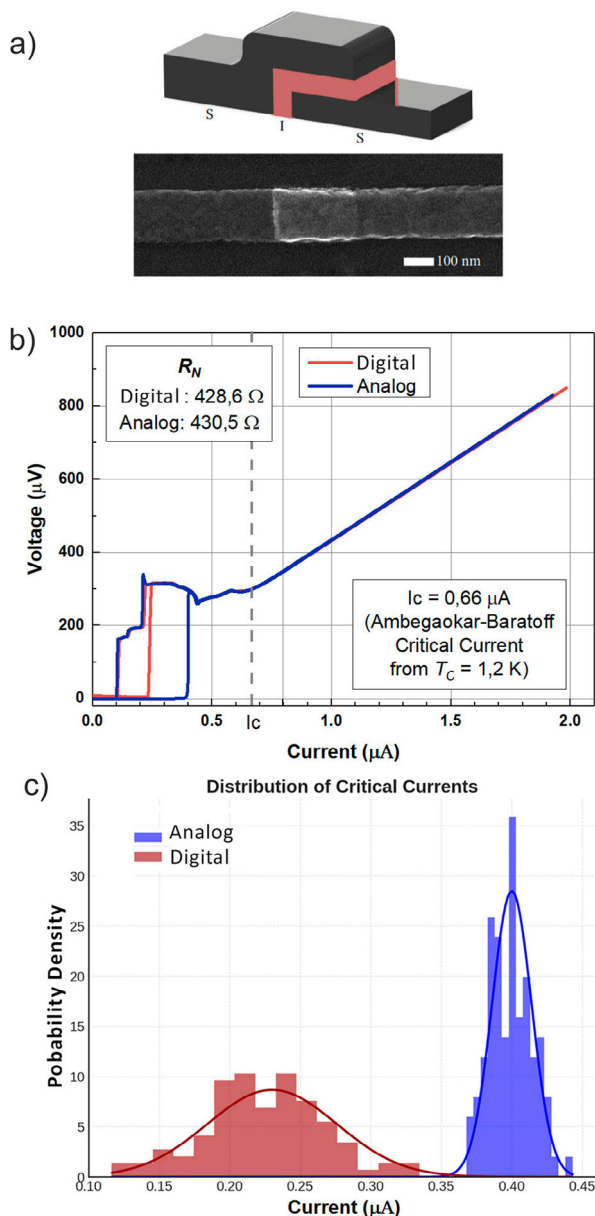 a)
S
I
S
100 nm
b)
1000
800
600
400
200
0
Voltage (μV)
R_N
Digital : 428,6 Ω
Analog: 430,5 Ω
Digital
Analog
Ic = 0,66 μA
(Ambegaokar-Baratoff
Critical Current
from T_C = 1,2 K)
0.0 0.5 Ic 1.0 1.5 2.0
Current (μA)
c)
Distribution of Critical Currents
Analog
Digital
35
30
25
20
15
10
5
0
Pobability Density
0.10 0.15 0.20 0.25 0.30 0.35 0.40 0.45
Current (μA)